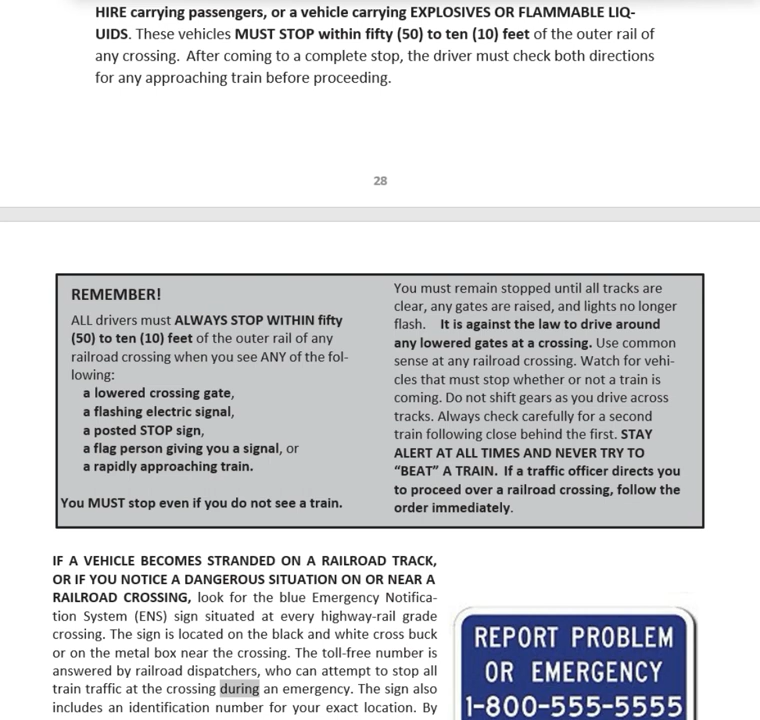 HIRE carrying passengers, or a vehicle carrying EXPLOSIVES OR FLAMMABLE LIQ-
UIDS. These vehicles MUST STOP within fifty (50) to ten (10) feet of the outer rail of
any crossing. After coming to a complete stop, the driver must check both directions
for any approaching train before proceeding.
28
REMEMBER!
ALL drivers must ALWAYS STOP WITHIN fifty
(50) to ten (10) feet of the outer rail of any
railroad crossing when you see ANY of the fol-
lowing:
a lowered crossing gate,
a flashing electric signal,
a posted STOP sign,
a flag person giving you a signal, or
a rapidly approaching train.
You MUST stop even if you do not see a train.
You must remain stopped until all tracks are
clear, any gates are raised, and lights no longer
flash. It is against the law to drive around
any lowered gates at a crossing. Use common
sense at any railroad crossing. Watch for vehi-
cles that must stop whether or not a train is
coming. Do not shift gears as you drive across
tracks. Always check carefully for a second
train following close behind the first. STAY
ALERT AT ALL TIMES AND NEVER TRY TO
“BEAT” A TRAIN. If a traffic officer directs you
to proceed over a railroad crossing, follow the
order immediately.
IF A VEHICLE BECOMES STRANDED ON A RAILROAD TRACK,
OR IF YOU NOTICE A DANGEROUS SITUATION ON OR NEAR A
RAILROAD CROSSING, look for the blue Emergency Notifica-
tion System (ENS) sign situated at every highway-rail grade
crossing. The sign is located on the black and white cross buck
or on the metal box near the crossing. The toll-free number is
answered by railroad dispatchers, who can attempt to stop all
train traffic at the crossing during an emergency. The sign also
includes an identification number for your exact location. By
REPORT PROBLEM
OR EMERGENCY
1-800-555-5555